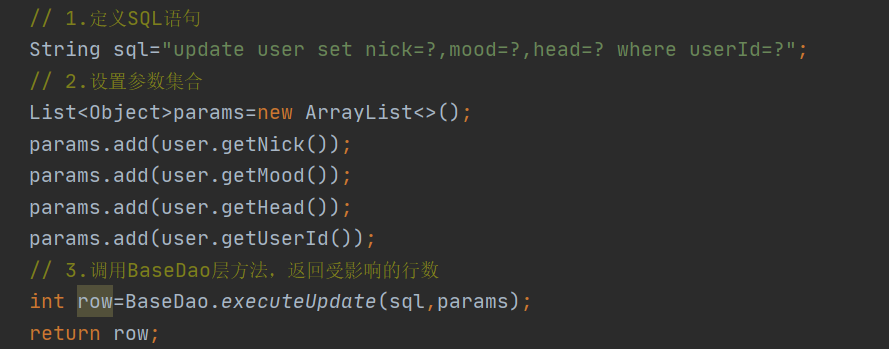 // 1.定义SQL语句
String sql="update user set nick=?,mood=?,head=? where userId=?";
// 2.设置参数集合
List<Object>params=new ArrayList<>();
params.add(user.getNick());
params.add(user.getMood());
params.add(user.getHead());
params.add(user.getUserId());
// 3.调用BaseDao层方法，返回受影响的行数
int row=BaseDao.executeUpdate(sql,params);
return row;